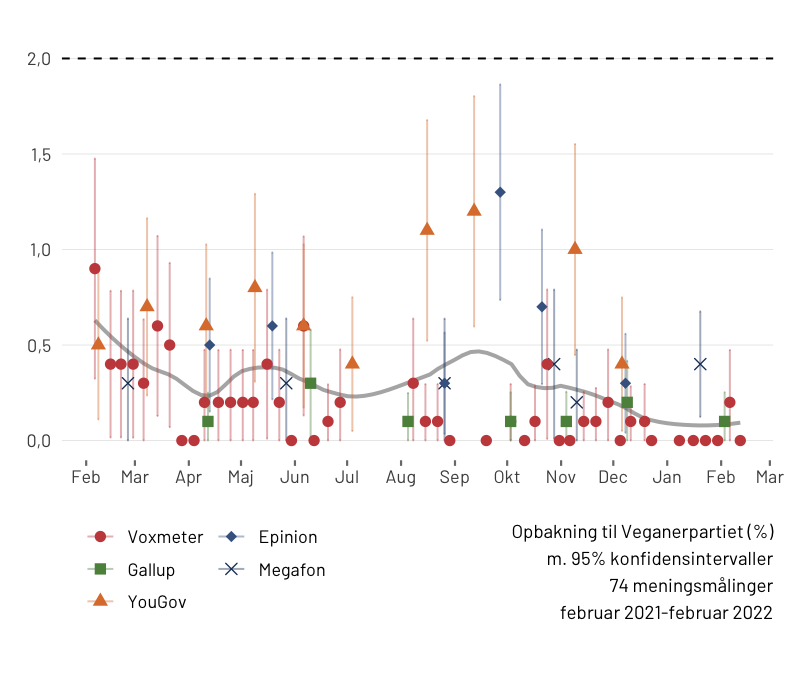 2,0
1,5
1,0
0,5
0,0
Feb Mar Apr Maj Jun Jul Aug Sep Okt Nov Dec Jan Feb Mar
Voxmeter Epinion
Gallup Megafon
YouGov
Opbakning til Veganerpartiet (%)
m. 95% konfidensintervaller
74 meningsmålinger
februar 2021-februar 2022